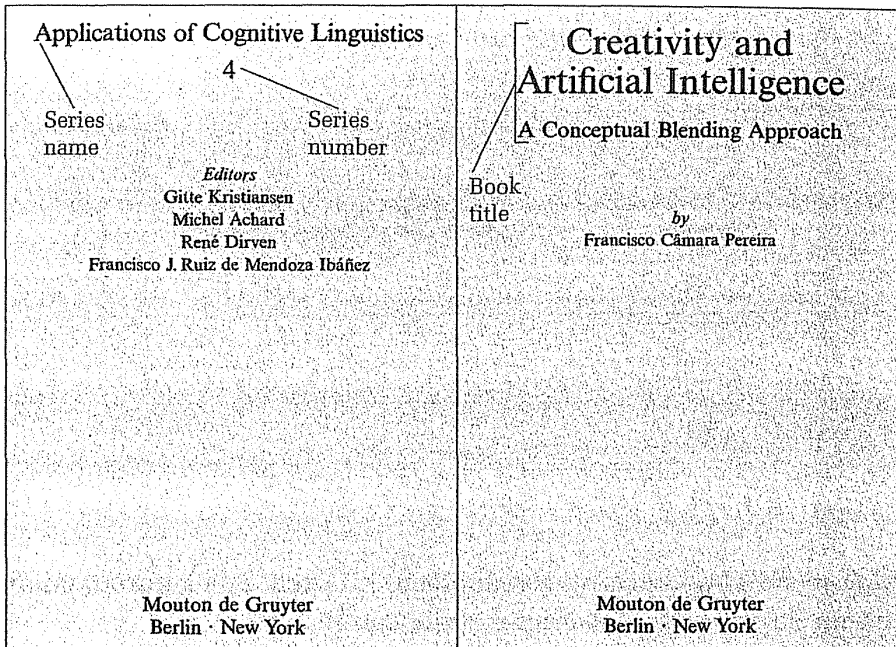 Applications of Cognitive Linguistics
4
Series
name
Series
number
Editors
Gitte Kristiansen
Michel Achard
René Dirven
Francisco J. Ruiz de Mendoza Ibáñez
Mouton de Gruyter
Berlin · New York
Creativity and
Artificial Intelligence
A Conceptual Blending Approach
Book
title
by
Francisco Câmara Pereira
Mouton de Gruyter
Berlin · New York